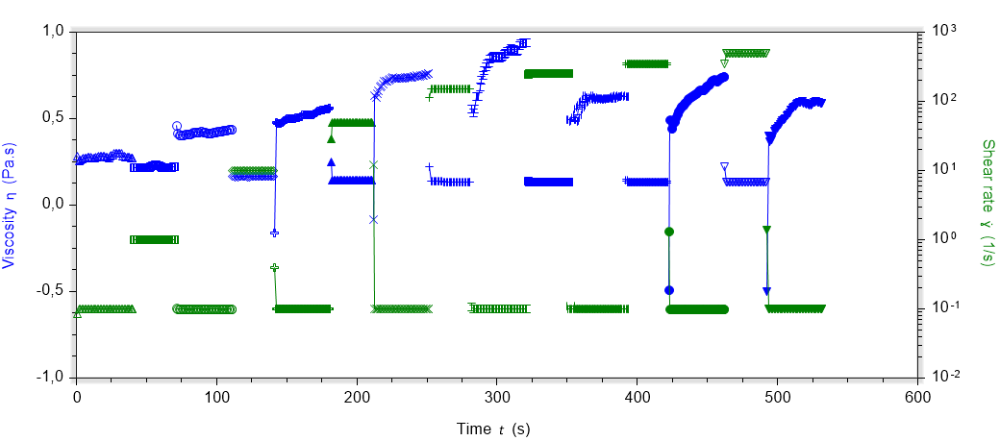 1,0
0,5
0,0
-0,5
-1,0
Viscosity η (Pa.s)
10³
10²
10¹
10⁰
10⁻¹
10⁻²
Shear rate γ̇ (1/s)
0 100 200 300 400 500 600
Time t (s)